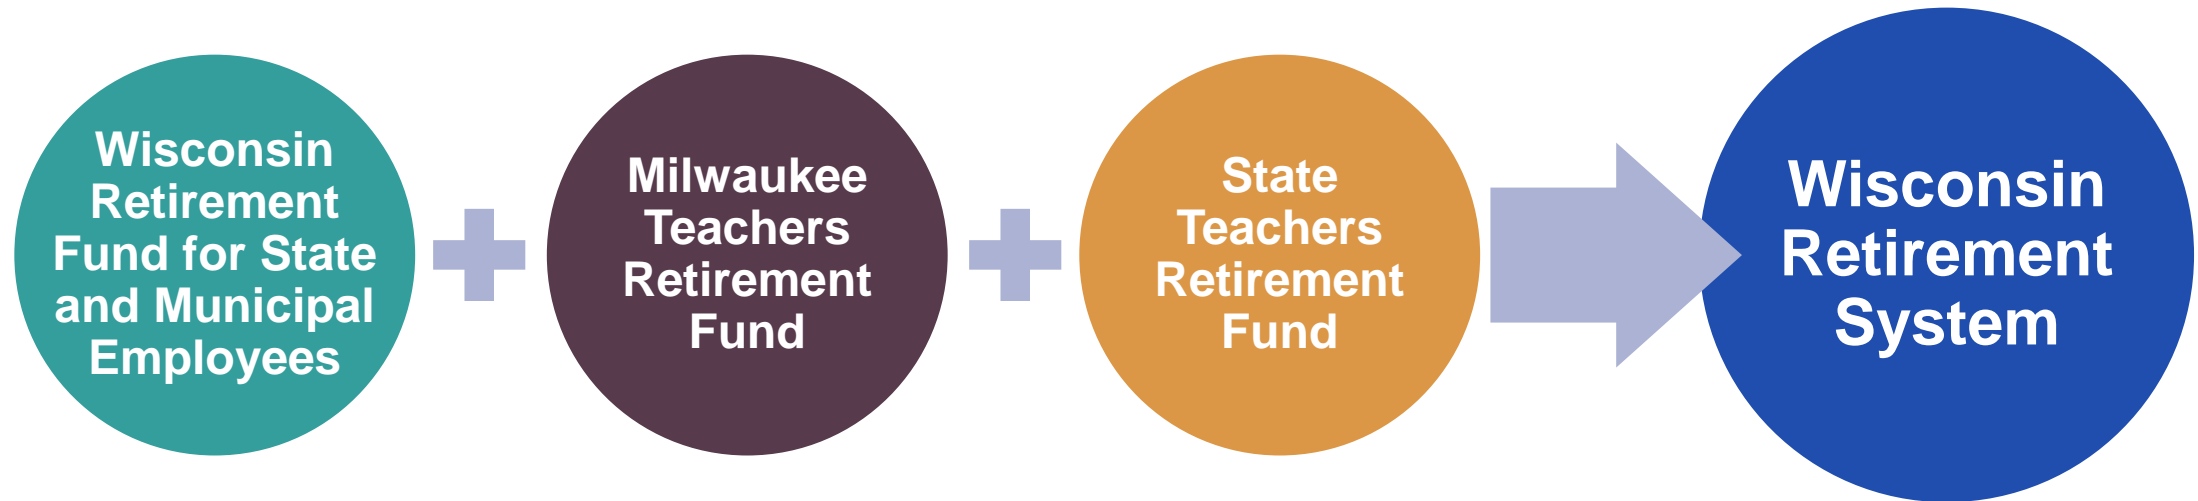 Wisconsin
Retirement
Fund for State
and Municipal
Employees
Milwaukee
Teachers
Retirement
Fund
State
Teachers
Retirement
Fund
Wisconsin
Retirement
System